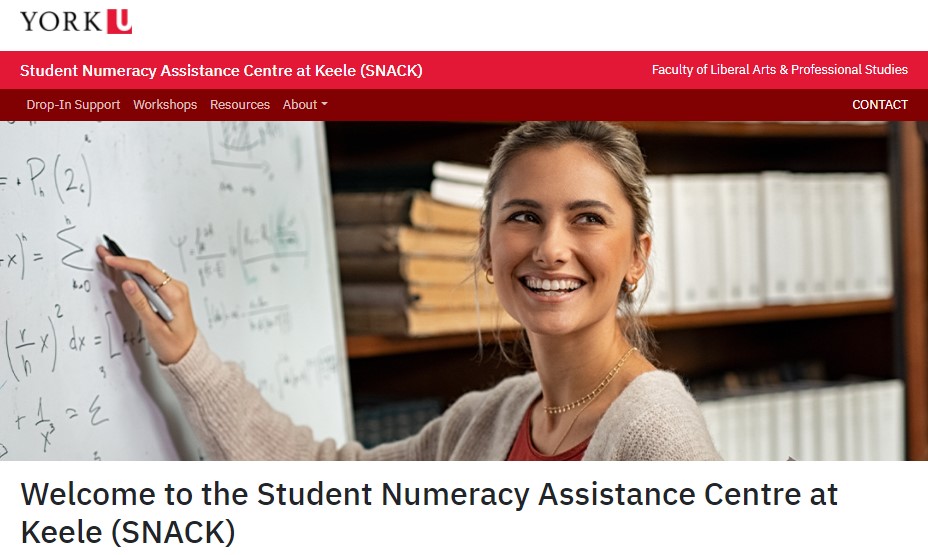 YORK U
Student Numeracy Assistance Centre at Keele (SNACK)
Faculty of Liberal Arts & Professional Studies
Drop-In Support Workshops Resources About
CONTACT
dx =
Welcome to the Student Numeracy Assistance Centre at
Keele (SNACK)